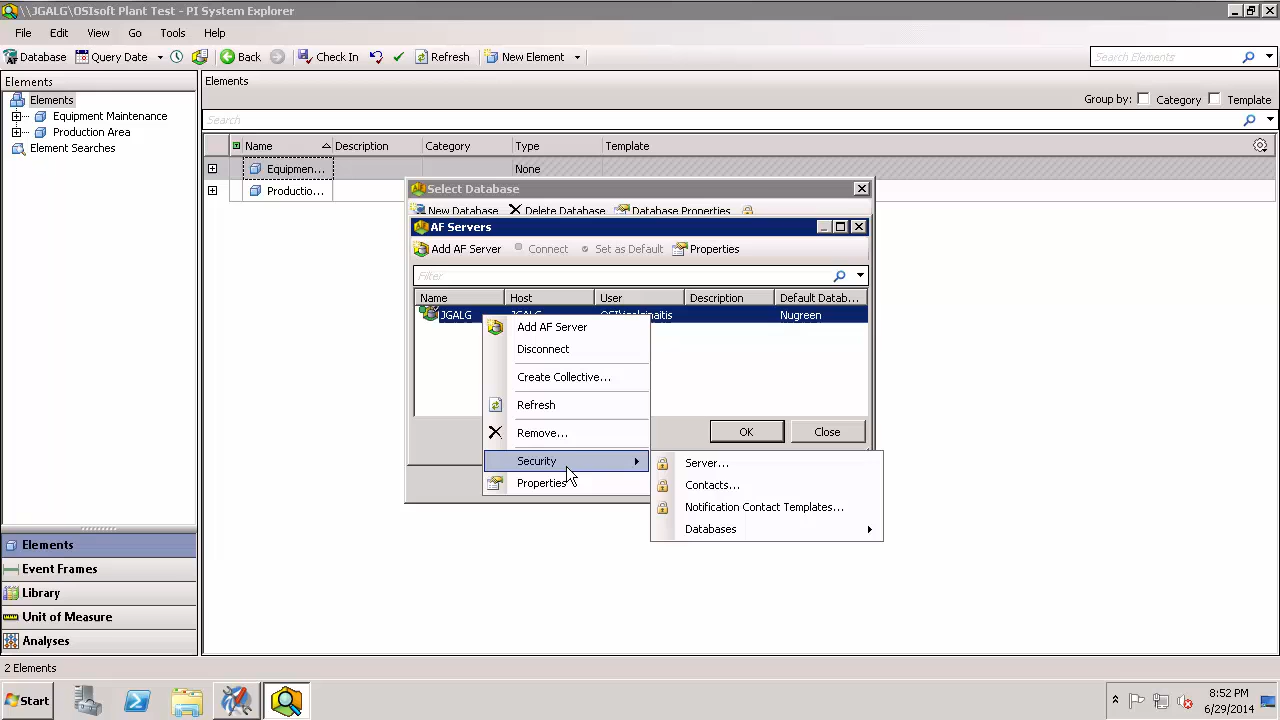 \\JGALG\OSIsoft Plant Test - PI System Explorer
File Edit View Go Tools Help
Database Query Date Back Check In Refresh New Element Search Elements
Elements
Elements
Equipment Maintenance
Production Area
Element Searches
Elements
Group by: Category Template
Search
Name Description Category Type Template
Equipmen... None
Productio...
Select Database
New Database Delete Database Database Properties
AF Servers
Add AF Server Connect Set as Default Properties
Filter
Name Host User Description Default Datab...
JGALG JGALG Nugreen
Add AF Server
Disconnect
Create Collective...
Refresh
Remove...
Security
Properties
OK Close
Server...
Contacts...
Notification Contact Templates...
Databases
Elements
Event Frames
Library
Unit of Measure
Analyses
2 Elements
Start
8:52 PM
6/29/2014